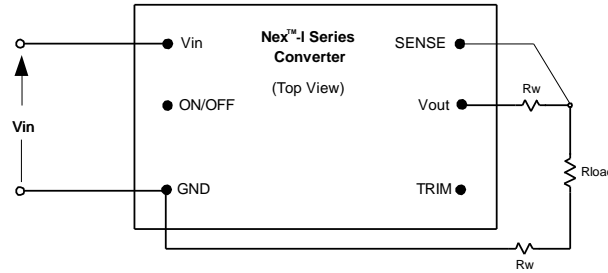 Nex™-I Series
Converter
(Top View)
Vin
SENSE
ON/OFF
Vout
Rw
Vin
Rload
GND
TRIM
Rw